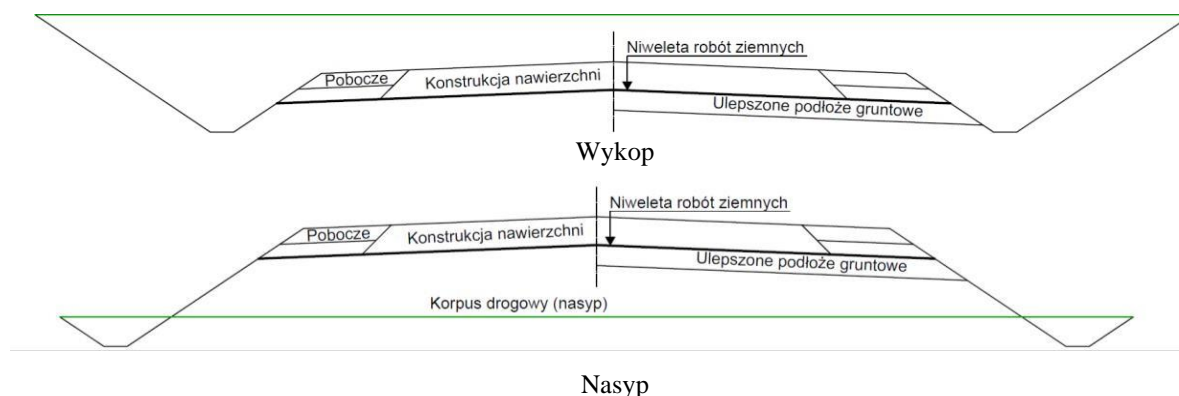 Niweleta robót ziemnych
Pobocze
Konstrukcja nawierzchni
Ulepszone podłoże gruntowe
Wykop
Niweleta robót ziemnych
Pobocze
Konstrukcja nawierzchni
Ulepszone podłoże gruntowe
Korpus drogowy (nasyp)
Nasyp